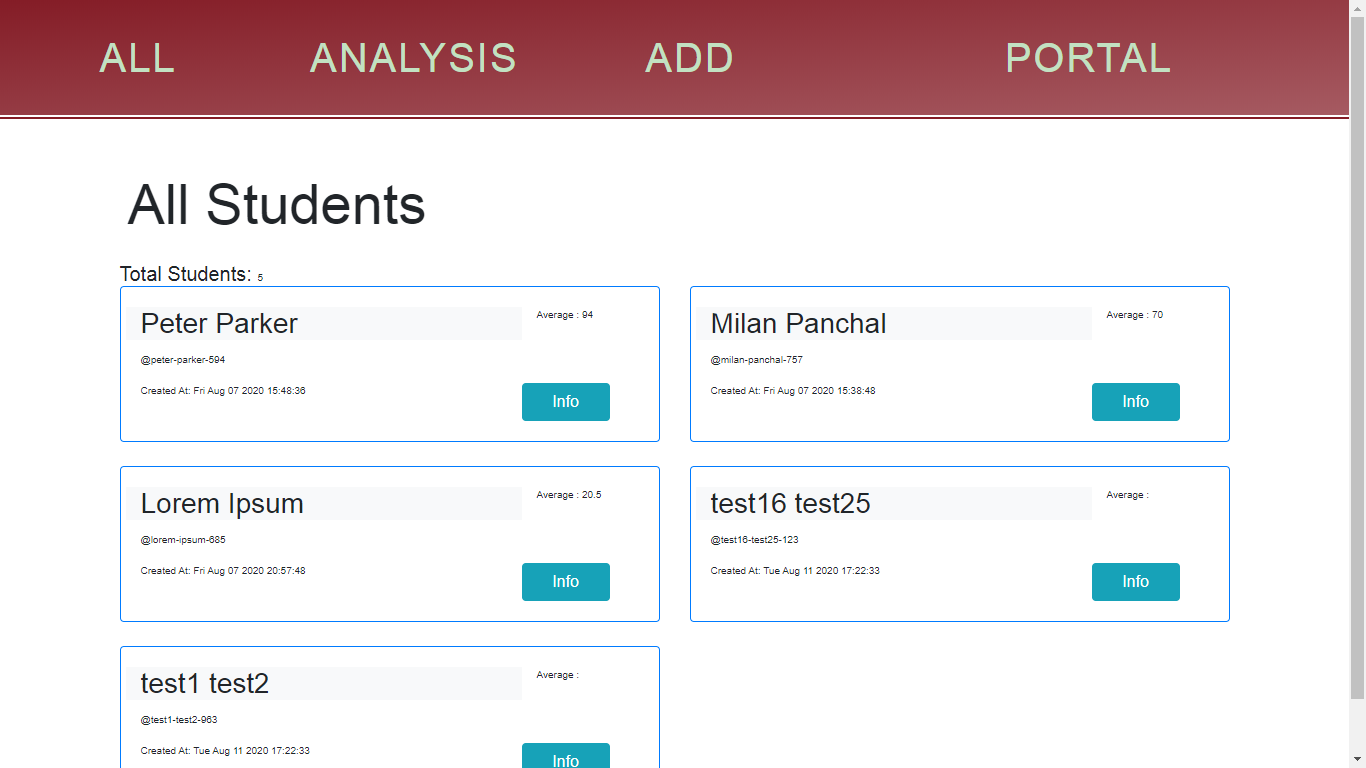 ALL ANALYSIS ADD PORTAL
All Students
Total Students: 5
Peter Parker
Average : 94
@peter-parker-594
Created At: Fri Aug 07 2020 15:48:36
Info
Milan Panchal
Average : 70
@milan-panchal-757
Created At: Fri Aug 07 2020 15:38:48
Info
Lorem Ipsum
Average : 20.5
@lorem-ipsum-685
Created At: Fri Aug 07 2020 20:57:48
Info
test16 test25
Average :
@test16-test25-123
Created At: Tue Aug 11 2020 17:22:33
Info
test1 test2
Average :
@test1-test2-963
Created At: Tue Aug 11 2020 17:22:33
Info